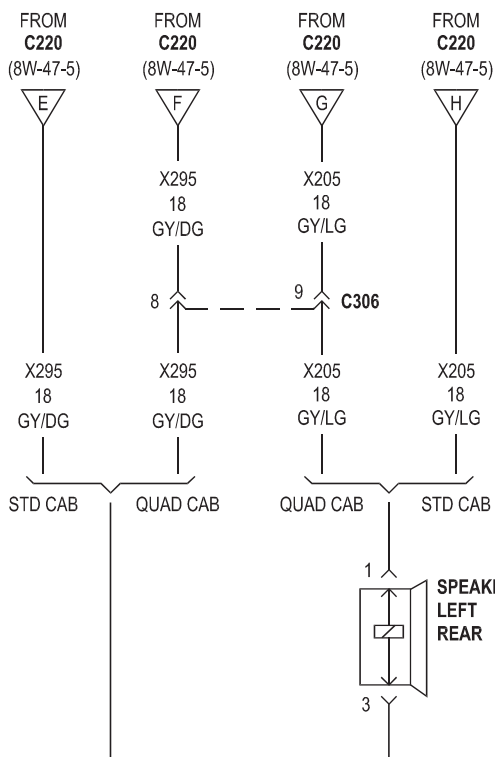 FROM FROM FROM FROM
C220 C220 C220 C220
(8W-47-5) (8W-47-5) (8W-47-5) (8W-47-5)
E F G H
X295 X205
18 18
GY/DG GY/LG
8 9 C306
X295 X295 X205 X205
18 18 18 18
GY/DG GY/DG GY/LG GY/LG
STD CAB QUAD CAB QUAD CAB STD CAB
1
LEFT
REAR
3